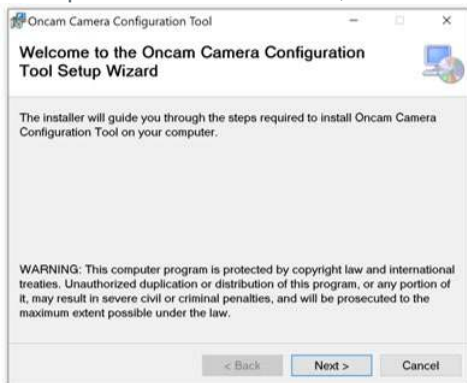 Oncam Camera Configuration Tool
Welcome to the Oncam Camera Configuration
Tool Setup Wizard
The installer will guide you through the steps required to install Oncam Camera
Configuration Tool on your computer.
WARNING: This computer program is protected by copyright law and international
treaties. Unauthorized duplication or distribution of this program, or any portion of
it, may result in severe civil or criminal penalties, and will be prosecuted to the
maximum extent possible under the law.
< Back Next > Cancel